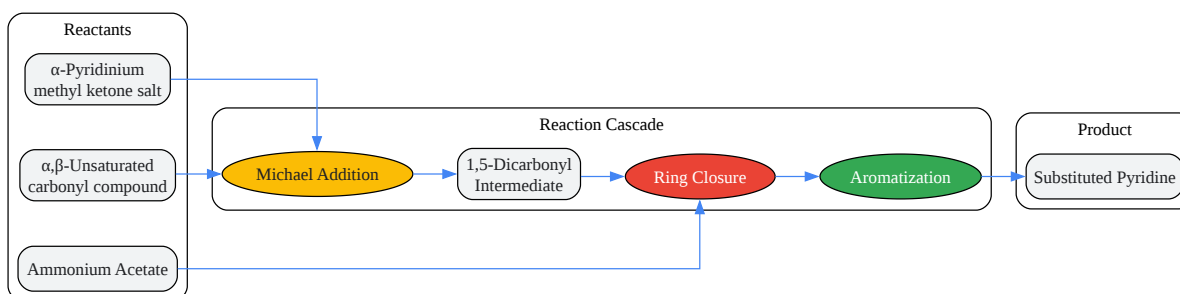 Reactants
α-Pyridinium
methyl ketone salt
α,β-Unsaturated
carbonyl compound
Ammonium Acetate
Reaction Cascade
Michael Addition
1,5-Dicarbonyl
Intermediate
Ring Closure
Aromatization
Product
Substituted Pyridine